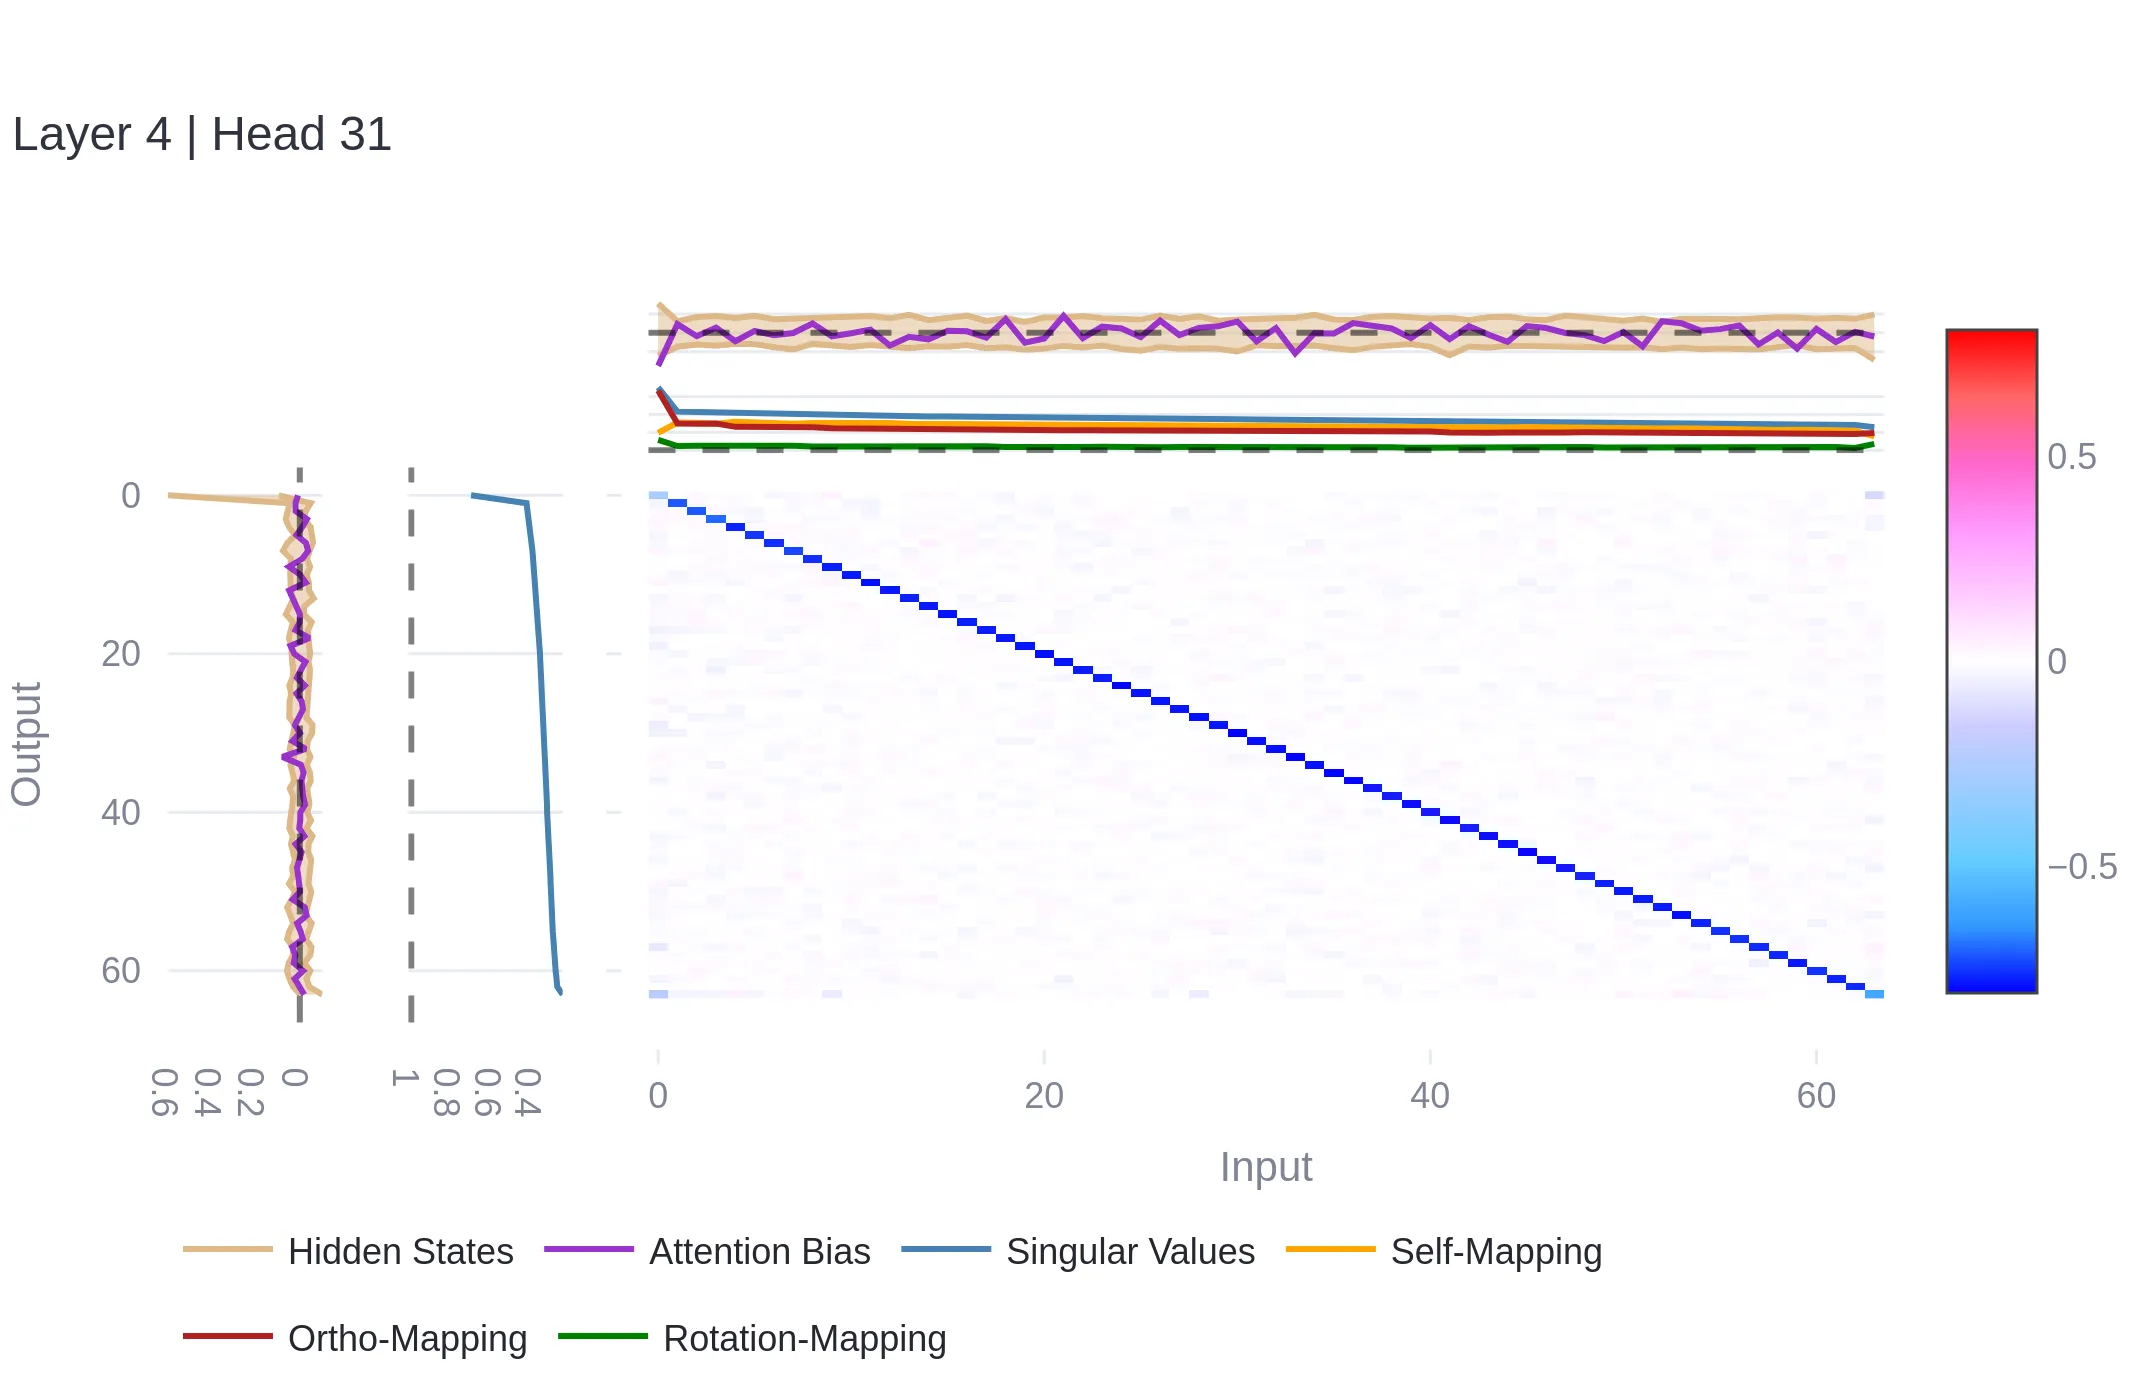 Layer 4 | Head 31
0
20
40
60
Output
0.6
0.4
0.2
0
1
0.8
0.6
0.4
0
20
40
60
Input
0.5
0
−0.5
Hidden States
Attention Bias
Singular Values
Self-Mapping
Ortho-Mapping
Rotation-Mapping